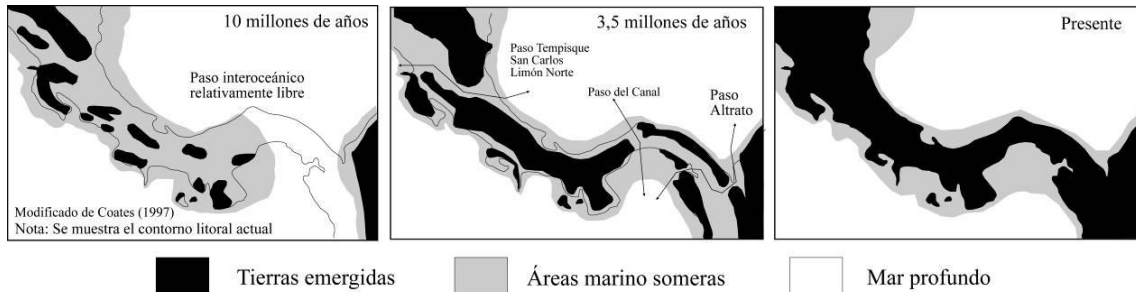 10 millones de años
Paso interoceánico
relativamente libre
Modificado de Coates (1997)
Nota: Se muestra el contorno litoral actual
3,5 millones de años
Paso Tempisque
San Carlos
Limón Norte
Paso del Canal
Paso
Altrato
Presente
Tierras emergidas
Áreas marino someras
Mar profundo